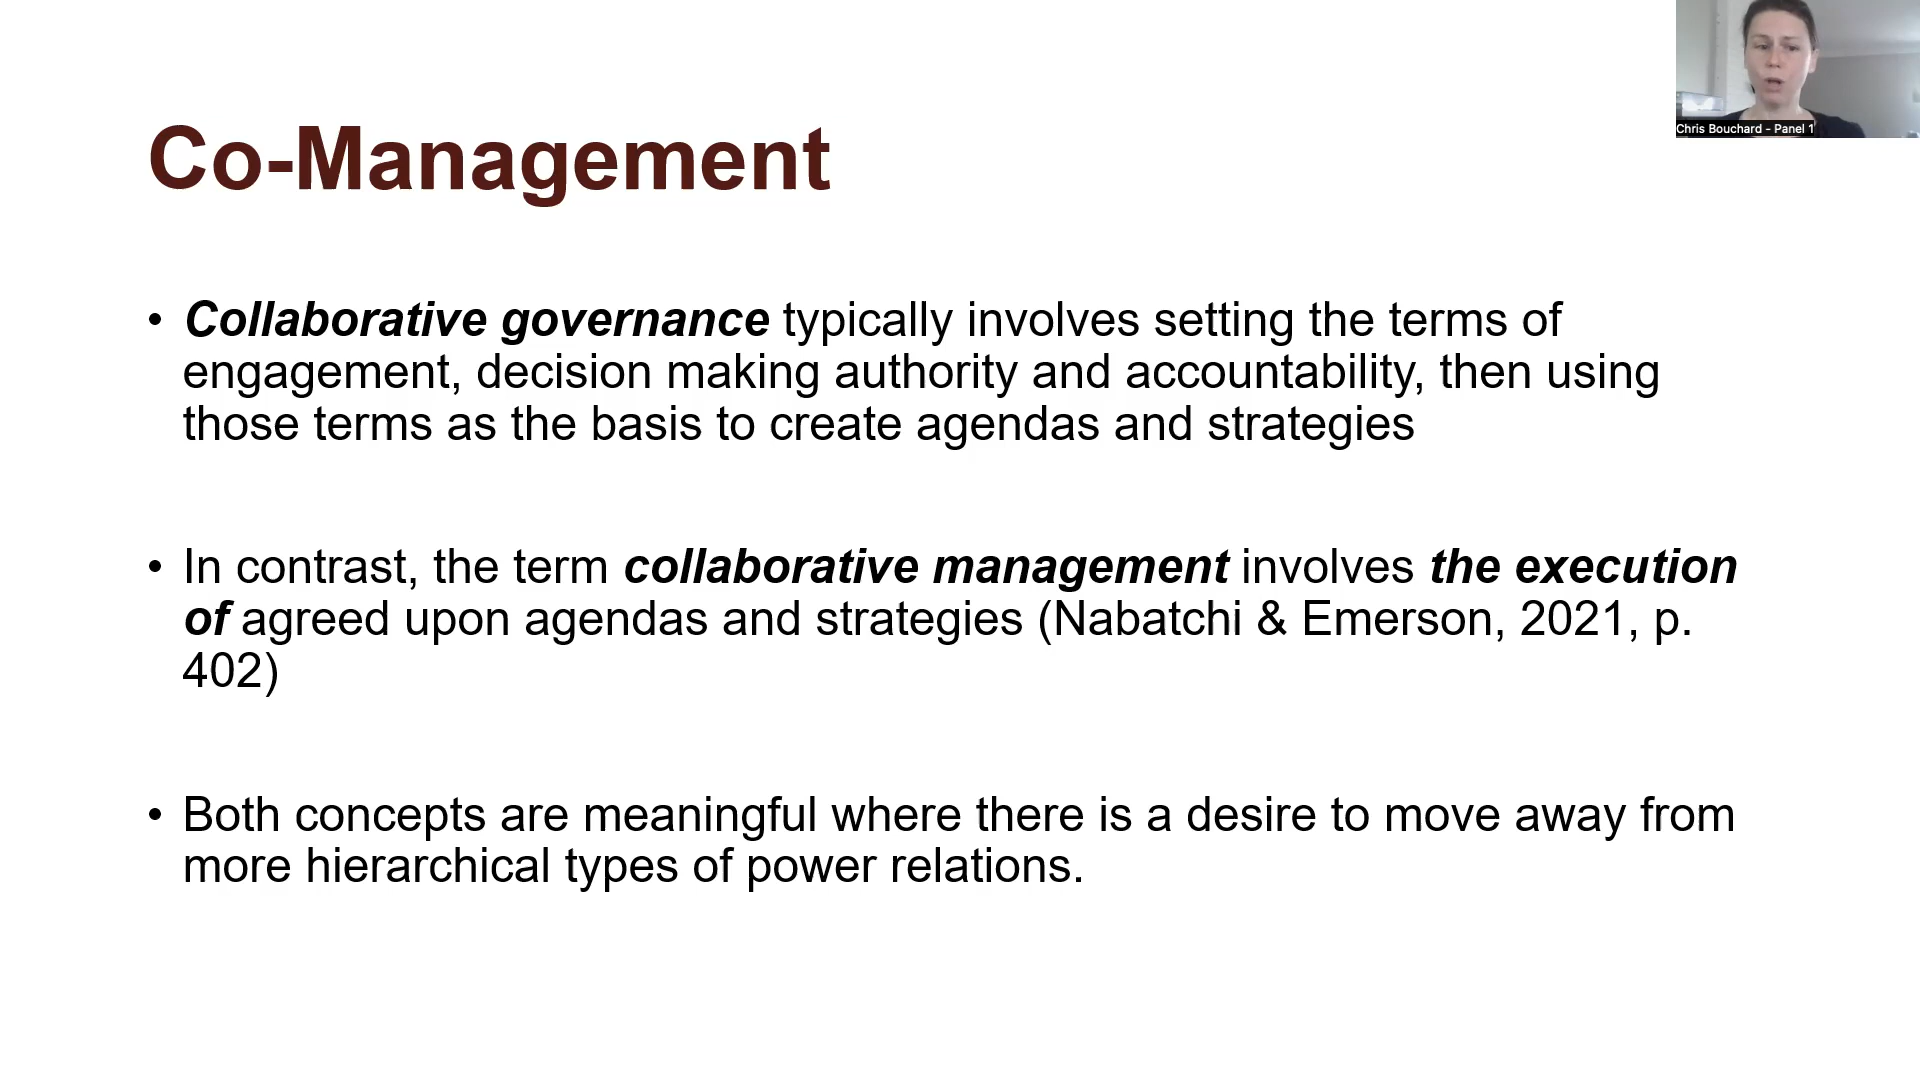 Chris Bouchard - Panel 1
Co-Management
• Collaborative governance typically involves setting the terms of
engagement, decision making authority and accountability, then using
those terms as the basis to create agendas and strategies
• In contrast, the term collaborative management involves the execution
of agreed upon agendas and strategies (Nabatchi & Emerson, 2021, p.
402)
• Both concepts are meaningful where there is a desire to move away from
more hierarchical types of power relations.